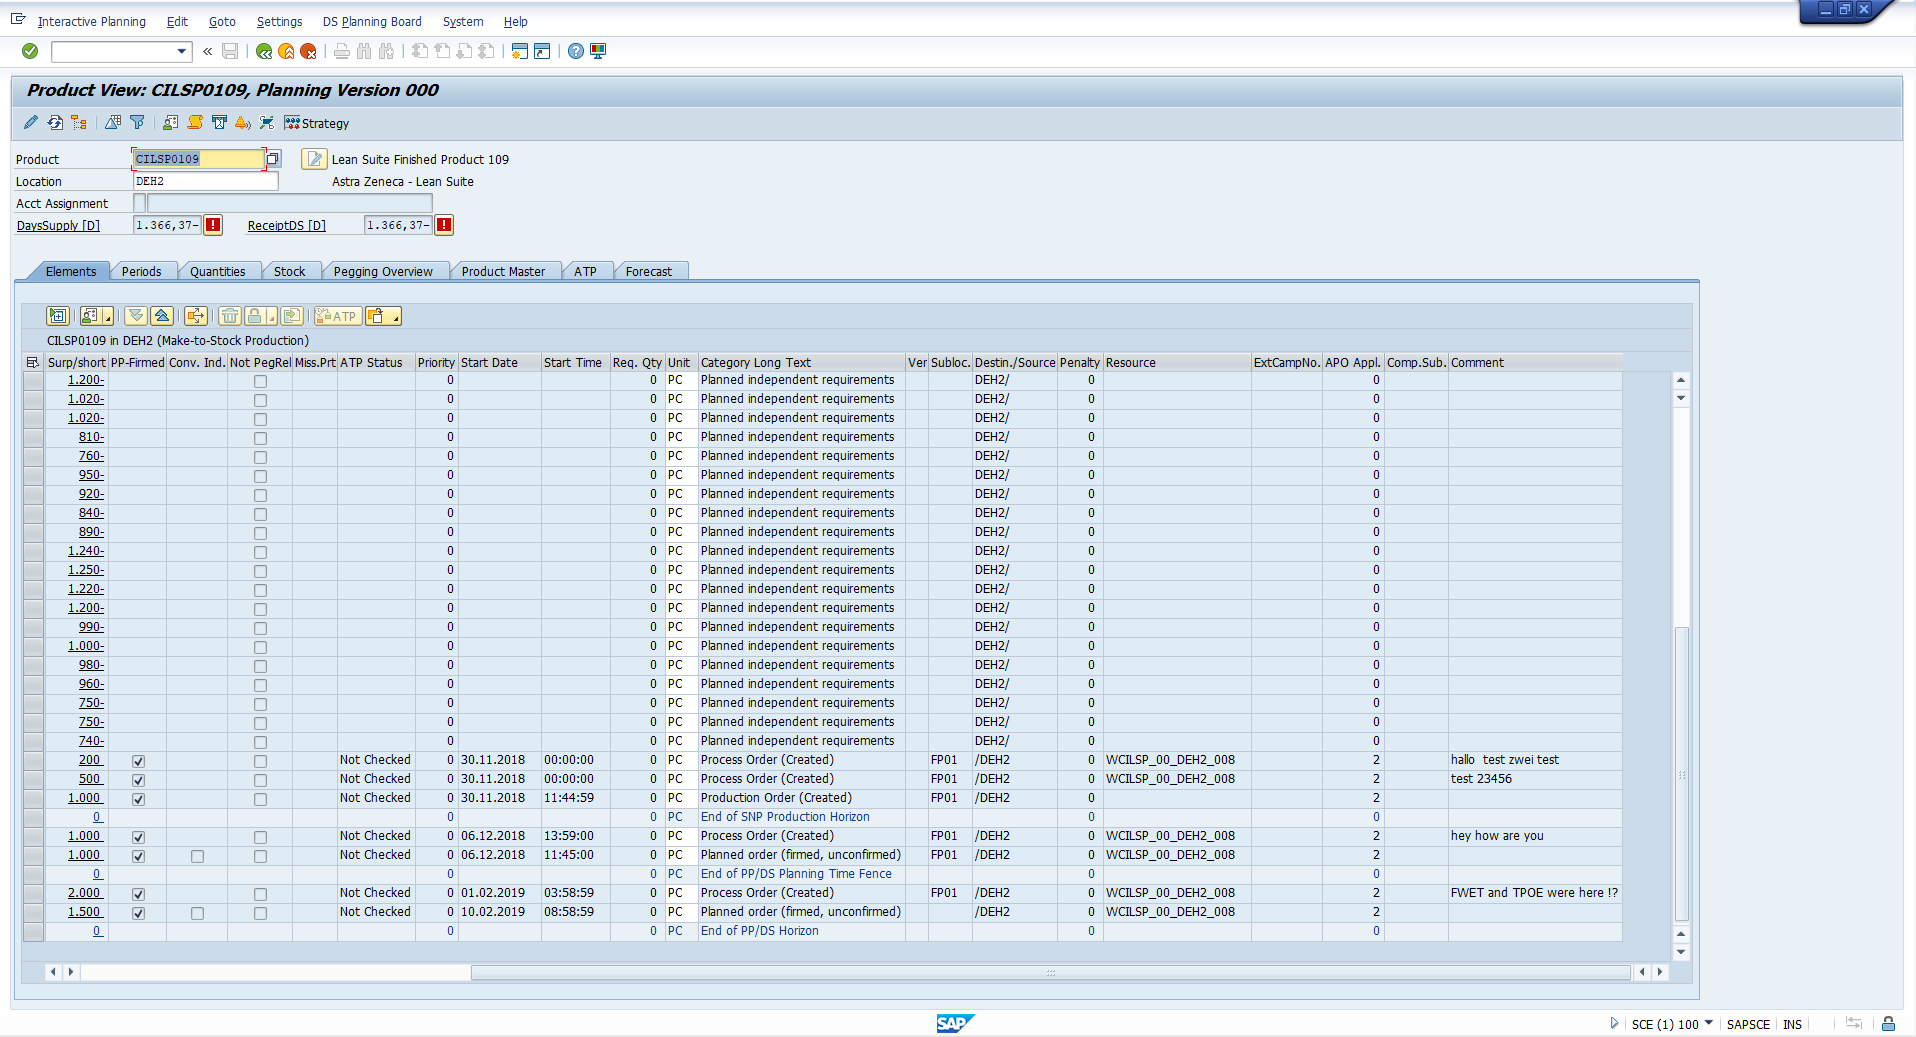 Interactive Planning Edit Goto Settings DS Planning Board System Help
Product View: CILSP0109, Planning Version 000
Strategy
Product CILSP0109 Lean Suite Finished Product 109
Location DEH2 Astra Zeneca - Lean Suite
Acct Assignment
DaysSupply [D] 1.366,37- ReceiptDS [D] 1.366,37-
Elements Periods Quantities Stock Pegging Overview Product Master ATP Forecast
ATP
CILSP0109 in DEH2 (Make-to-Stock Production)
Surp/short PP-Firmed Conv. Ind. Not PegRel Miss.Prt ATP Status Priority Start Date Start Time Req. Qty Unit Category Long Text Ver Subloc. Destin./Source Penalty Resource ExtCampNo. APO Appl. Comp.Sub. Comment
1.200- 0 0 PC Planned independent requirements DEH2/ 0 0
1.020- 0 0 PC Planned independent requirements DEH2/ 0 0
1.020- 0 0 PC Planned independent requirements DEH2/ 0 0
810- 0 0 PC Planned independent requirements DEH2/ 0 0
760- 0 0 PC Planned independent requirements DEH2/ 0 0
950- 0 0 PC Planned independent requirements DEH2/ 0 0
920- 0 0 PC Planned independent requirements DEH2/ 0 0
840- 0 0 PC Planned independent requirements DEH2/ 0 0
890- 0 0 PC Planned independent requirements DEH2/ 0 0
1.240- 0 0 PC Planned independent requirements DEH2/ 0 0
1.250- 0 0 PC Planned independent requirements DEH2/ 0 0
1.220- 0 0 PC Planned independent requirements DEH2/ 0 0
1.200- 0 0 PC Planned independent requirements DEH2/ 0 0
990- 0 0 PC Planned independent requirements DEH2/ 0 0
1.000- 0 0 PC Planned independent requirements DEH2/ 0 0
980- 0 0 PC Planned independent requirements DEH2/ 0 0
960- 0 0 PC Planned independent requirements DEH2/ 0 0
750- 0 0 PC Planned independent requirements DEH2/ 0 0
750- 0 0 PC Planned independent requirements DEH2/ 0 0
740- 0 0 PC Planned independent requirements DEH2/ 0 0
200 Not Checked 0 30.11.2018 00:00:00 0 PC Process Order (Created) FP01 /DEH2 0 WCILSP_00_DEH2_008 2 hallo test zwei test
500 Not Checked 0 30.11.2018 00:00:00 0 PC Process Order (Created) FP01 /DEH2 0 WCILSP_00_DEH2_008 2 test 23456
1.000 Not Checked 0 30.11.2018 11:44:59 0 PC Production Order (Created) FP01 /DEH2 0 2
0 0 0 PC End of SNP Production Horizon 0 0
1.000 Not Checked 0 06.12.2018 13:59:00 0 PC Process Order (Created) FP01 /DEH2 0 WCILSP_00_DEH2_008 2 hey how are you
1.000 Not Checked 0 06.12.2018 11:45:00 0 PC Planned order (firmed, unconfirmed) FP01 /DEH2 0 WCILSP_00_DEH2_008 2
0 0 0 PC End of PP/DS Planning Time Fence 0 0
2.000 Not Checked 0 01.02.2019 03:58:59 0 PC Process Order (Created) FP01 /DEH2 0 WCILSP_00_DEH2_008 2 FWET and TPOE were here !?
1.500 Not Checked 0 10.02.2019 08:58:59 0 PC Planned order (firmed, unconfirmed) /DEH2 0 WCILSP_00_DEH2_008 2
0 0 0 PC End of PP/DS Horizon 0 0
SAP SCE (1) 100 SAPSCE INS